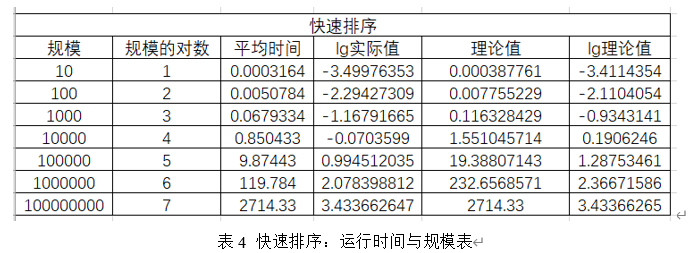 快速排序
规模 规模的对数 平均时间 lg实际值 理论值 lg理论值
10 1 0.0003164 -3.49976353 0.000387761 -3.4114354
100 2 0.0050784 -2.29427309 0.007755229 -2.1104054
1000 3 0.0679334 -1.16791665 0.116328429 -0.9343141
10000 4 0.850433 -0.0703599 1.551045714 0.1906246
100000 5 9.87443 0.994512035 19.38807143 1.28753461
1000000 6 119.784 2.078398812 232.6568571 2.36671586
100000000 7 2714.33 3.433662647 2714.33 3.43366265
表 4 快速排序：运行时间与规模表